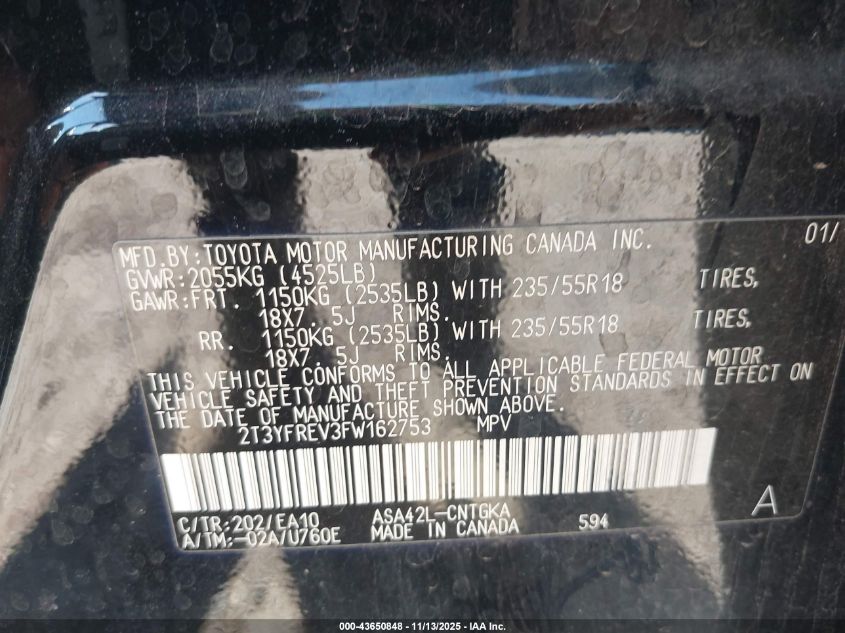 MFD.BY:TOYOTA MOTOR MANUFACTURING CANADA INC. 01/
GVWR:2055KG (4525LB)
GAWR:FRT. 1150KG (2535LB) WITH 235/55R18 TIRES,
18X7. 5J RIMS.
RR. 1150KG (2535LB) WITH 235/55R18 TIRES,
18X7. 5J RIMS.
THIS VEHICLE CONFORMS TO ALL APPLICABLE FEDERAL MOTOR
VEHICLE SAFETY AND THEFT PREVENTION STANDARDS IN EFFECT ON
THE DATE OF MANUFACTURE SHOWN ABOVE.
2T3YFREV3FW162753 MPV
A
C/TR:202/EA10 ASA42L-CNTGKA 594
A/TM:-02A/U760E MADE IN CANADA
000-43650848 - 11/13/2025 - IAA Inc.